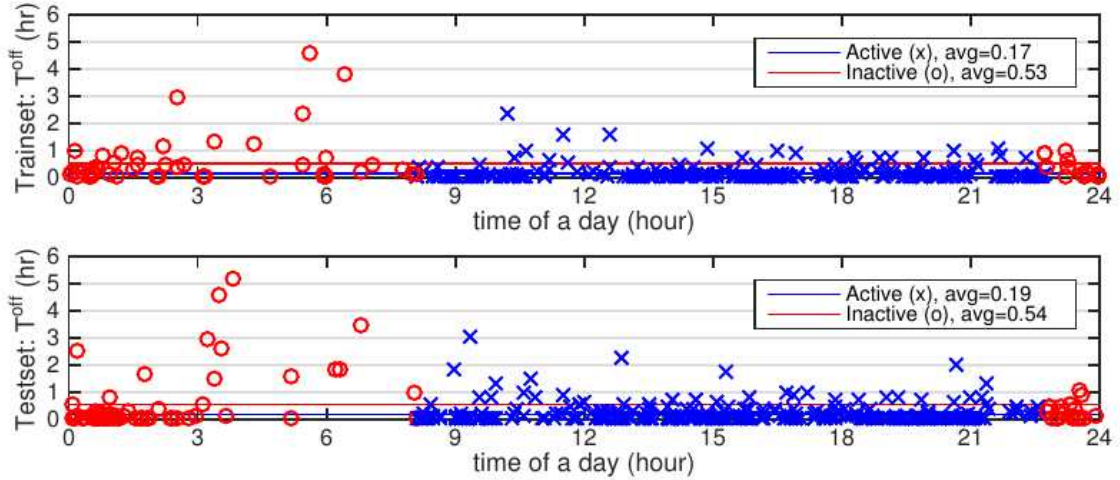 6
5
4
3
2
1
0
Trainset: T^off (hr)
Active (x), avg=0.17
Inactive (o), avg=0.53
0 3 6 9 12 15 18 21 24
time of a day (hour)
6
5
4
3
2
1
0
Testset: T^off (hr)
Active (x), avg=0.19
Inactive (o), avg=0.54
0 3 6 9 12 15 18 21 24
time of a day (hour)